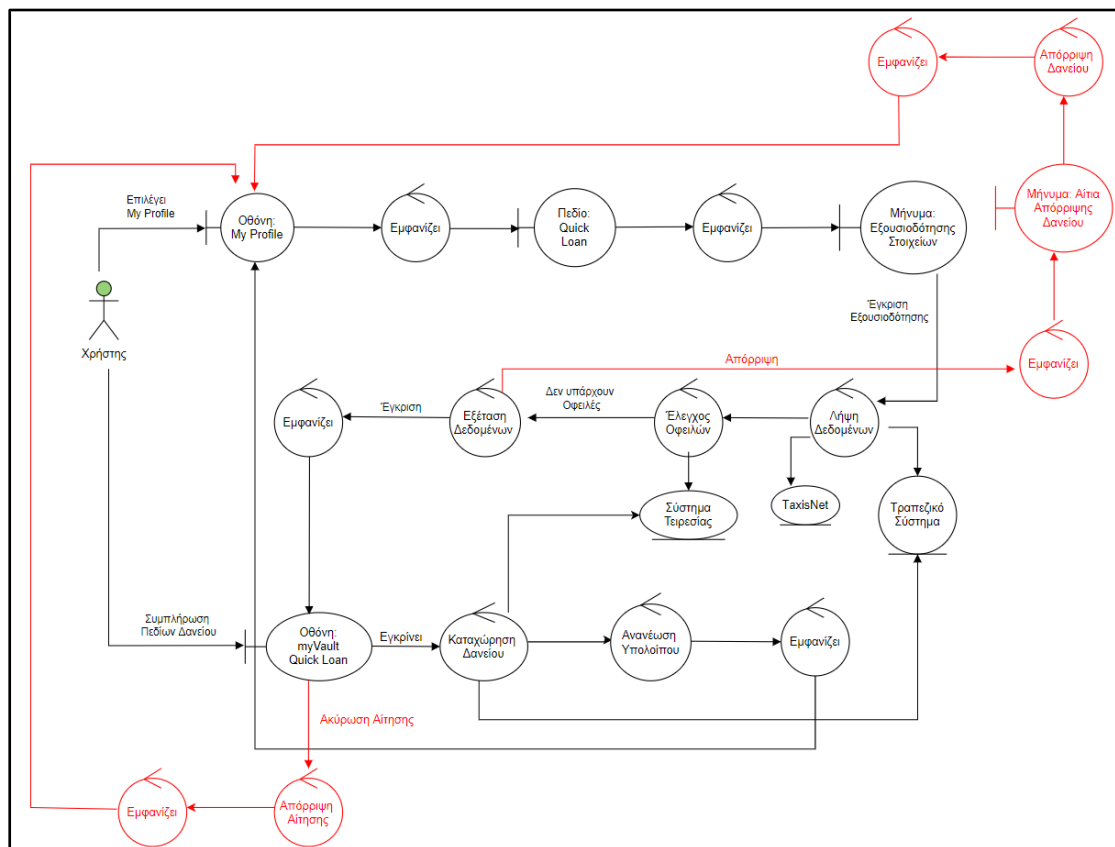 Εμφανίζει
Απόρριψη
Δανείου
Επιλέγει
My Profile
Οθόνη:
My Profile
Εμφανίζει
Πεδίο:
Quick
Loan
Εμφανίζει
Μήνυμα:
Εξουσιοδότησης
Στοιχείων
Μήνυμα: Αίτια
Απόρριψης
Δανείου
Χρήστης
Έγκριση
Εξουσιοδότησης
Απόρριψη
Εμφανίζει
Εμφανίζει
Έγκριση
Εξέταση
Δεδομένων
Δεν υπάρχουν
Οφειλές
Έλεγχος
Οφειλών
Λήψη
Δεδομένων
Σύστημα
Τειρεσίας
TaxisNet
Τραπεζικό
Σύστημα
Συμπλήρωση
Πεδίων Δανείου
Οθόνη:
myVault
Quick Loan
Εγκρίνει
Καταχώρηση
Δανείου
Ανανέωση
Υπολοίπου
Εμφανίζει
Ακύρωση Αίτησης
Εμφανίζει
Απόρριψη
Αίτησης